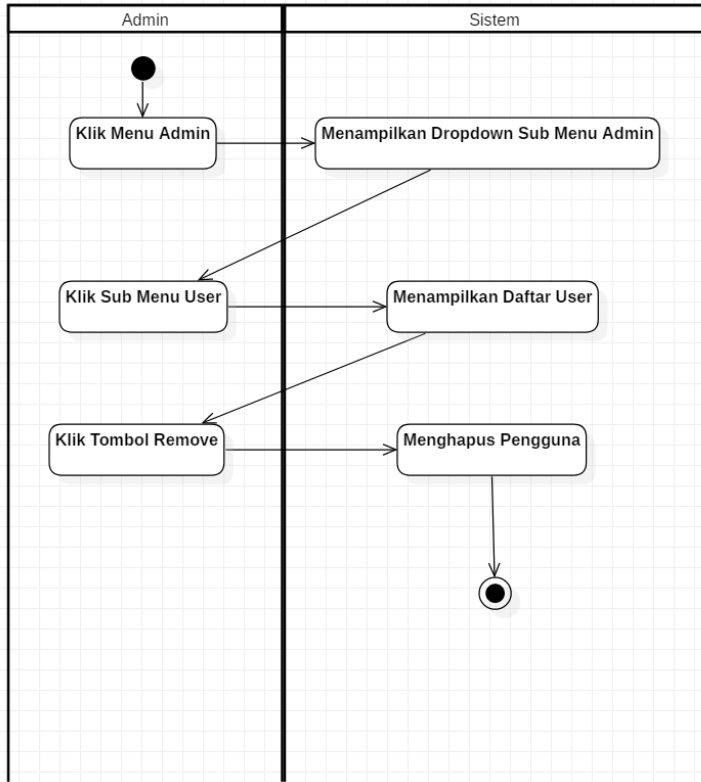 Admin
Sistem
Klik Menu Admin
Menampilkan Dropdown Sub Menu Admin
Klik Sub Menu User
Menampilkan Daftar User
Klik Tombol Remove
Menghapus Pengguna